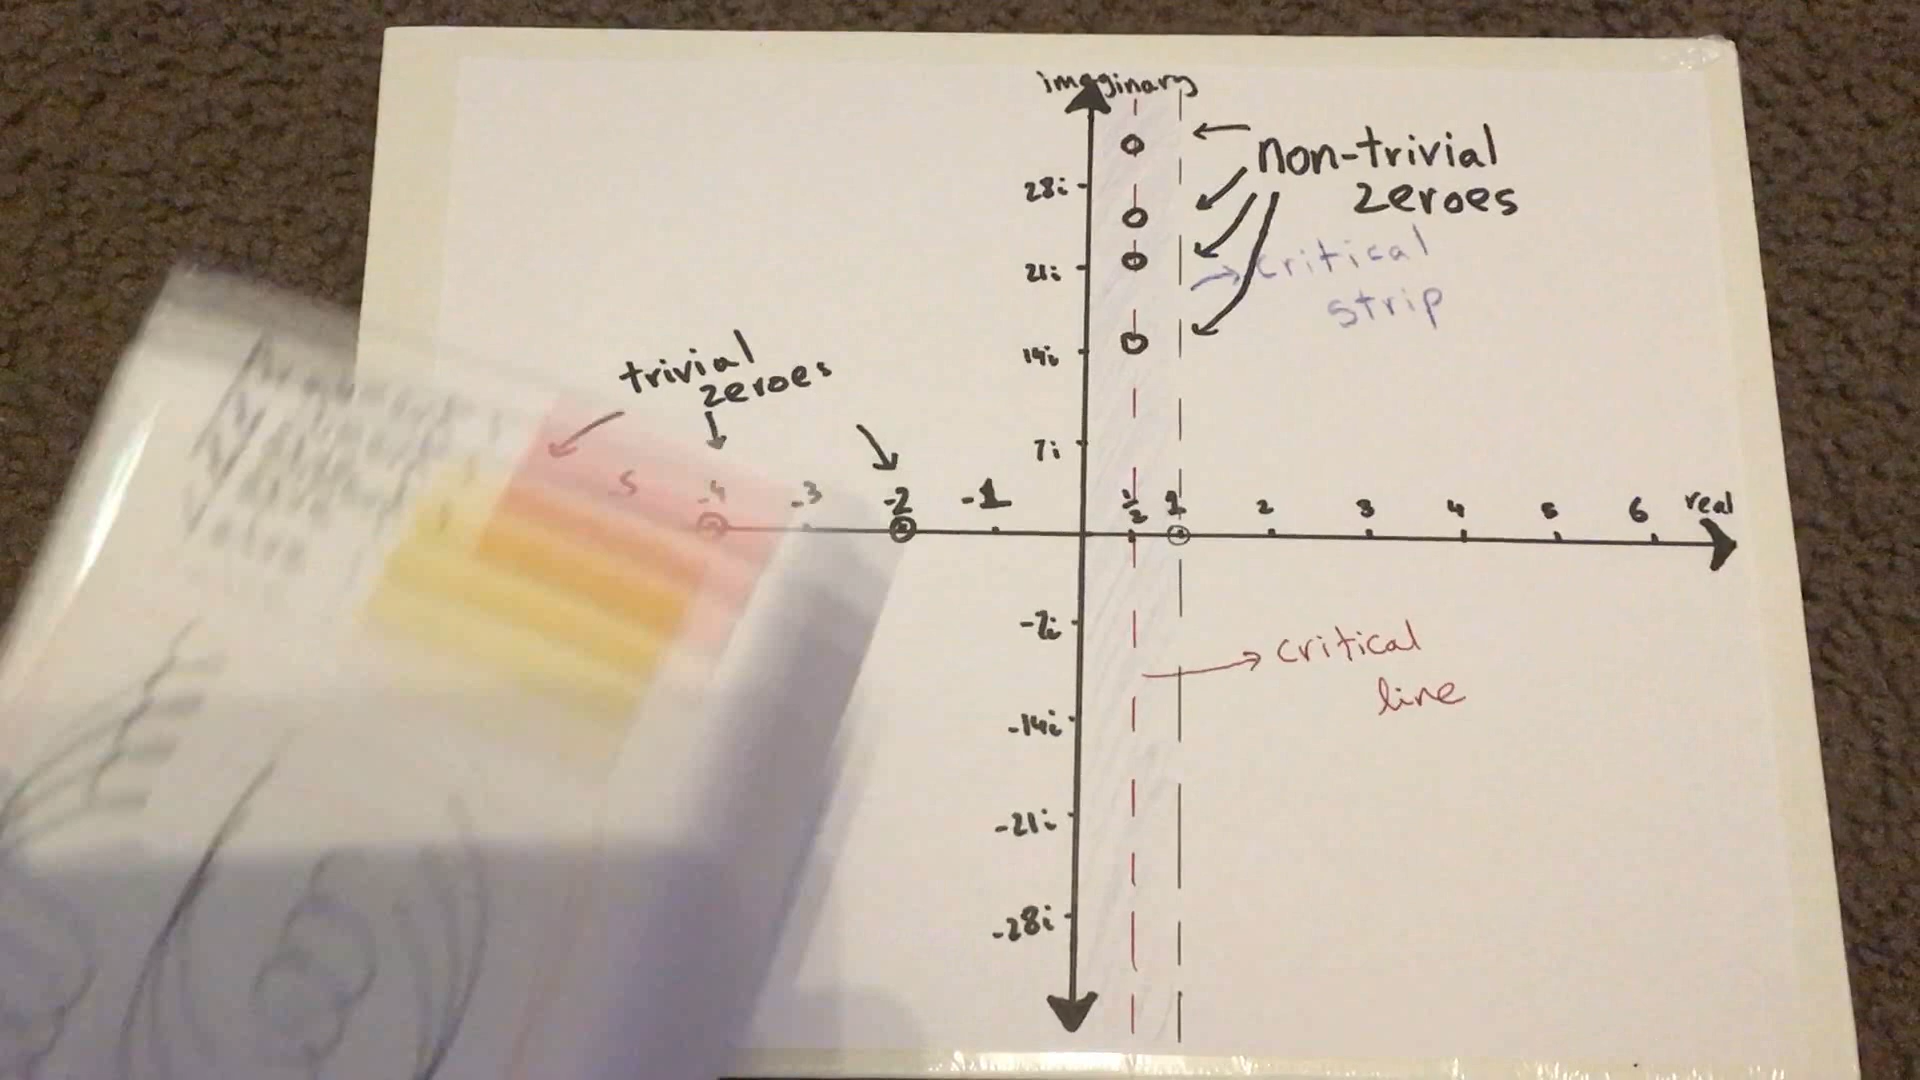 imaginary
non-trivial
zeroes
28i
21i
critical
strip
14i
7i
trivial
zeroes
5 -4 -3 -2 -1 1/2 1 2 3 4 5 6 real
-7i
critical
line
-14i
-21i
-28i